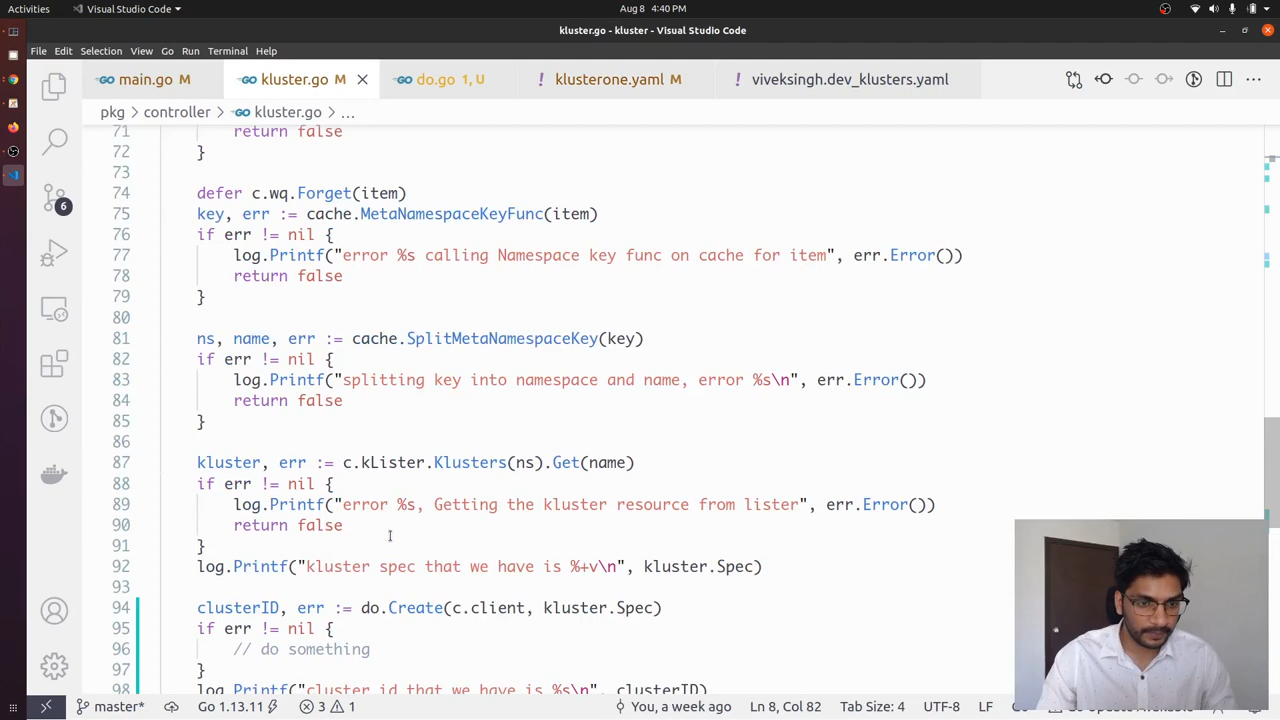 Activities
Visual Studio Code
Aug 8 4:40 PM
kluster.go - kluster - Visual Studio Code
File Edit Selection View Go Run Terminal Help
main.go M
kluster.go M
do.go 1, U
klusterone.yaml M
viveksingh.dev_klusters.yaml
pkg > controller > kluster.go > ...
71 return false
72 }
73
74 defer c.wq.Forget(item)
75 key, err := cache.MetaNamespaceKeyFunc(item)
76 if err != nil {
77 log.Printf("error %s calling Namespace key func on cache for item", err.Error())
78 return false
79 }
80
81 ns, name, err := cache.SplitMetaNamespaceKey(key)
82 if err != nil {
83 log.Printf("splitting key into namespace and name, error %s\n", err.Error())
84 return false
85 }
86
87 kluster, err := c.kLister.Klusters(ns).Get(name)
88 if err != nil {
89 log.Printf("error %s, Getting the kluster resource from lister", err.Error())
90 return false
91 }
92 log.Printf("kluster spec that we have is %+v\n", kluster.Spec)
93
94 clusterID, err := do.Create(c.client, kluster.Spec)
95 if err != nil {
96 // do something
97 }
98 log.Printf("cluster id that we have is %s\n", clusterID)
6
master*
Go 1.13.11
3 1
You, a week ago
Ln 8, Col 82
Tab Size: 4
UTF-8
LF